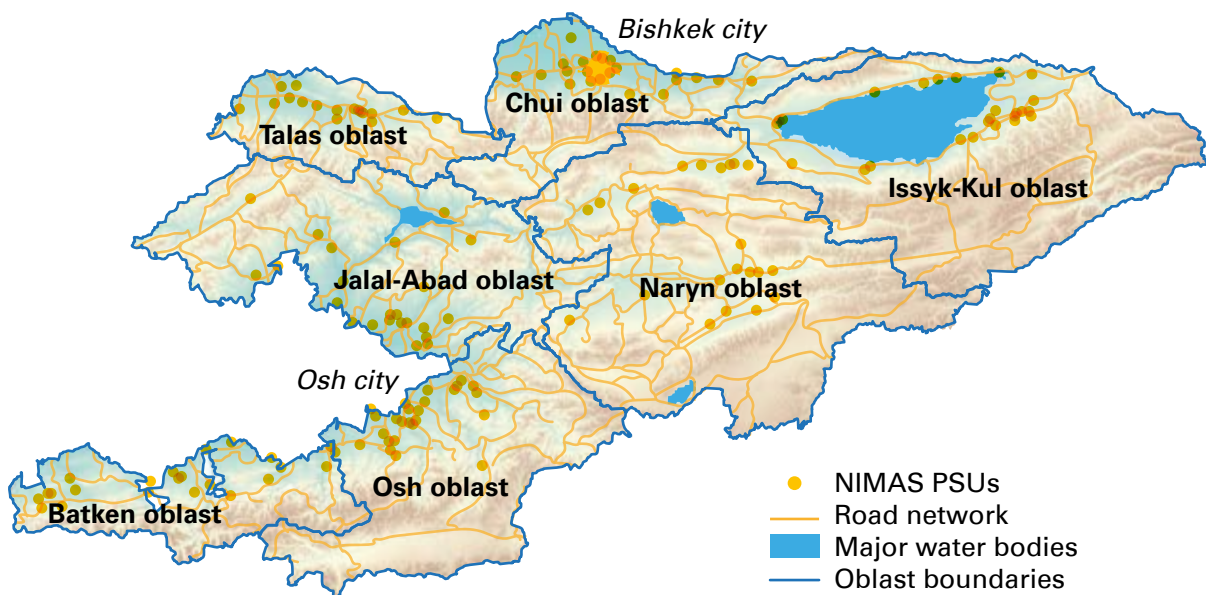 Bishkek city
Chui oblast
Talas oblast
Issyk-Kul oblast
Jalal-Abad oblast
Naryn oblast
Osh city
Osh oblast
Batken oblast
NIMAS PSUs
Road network
Major water bodies
Oblast boundaries